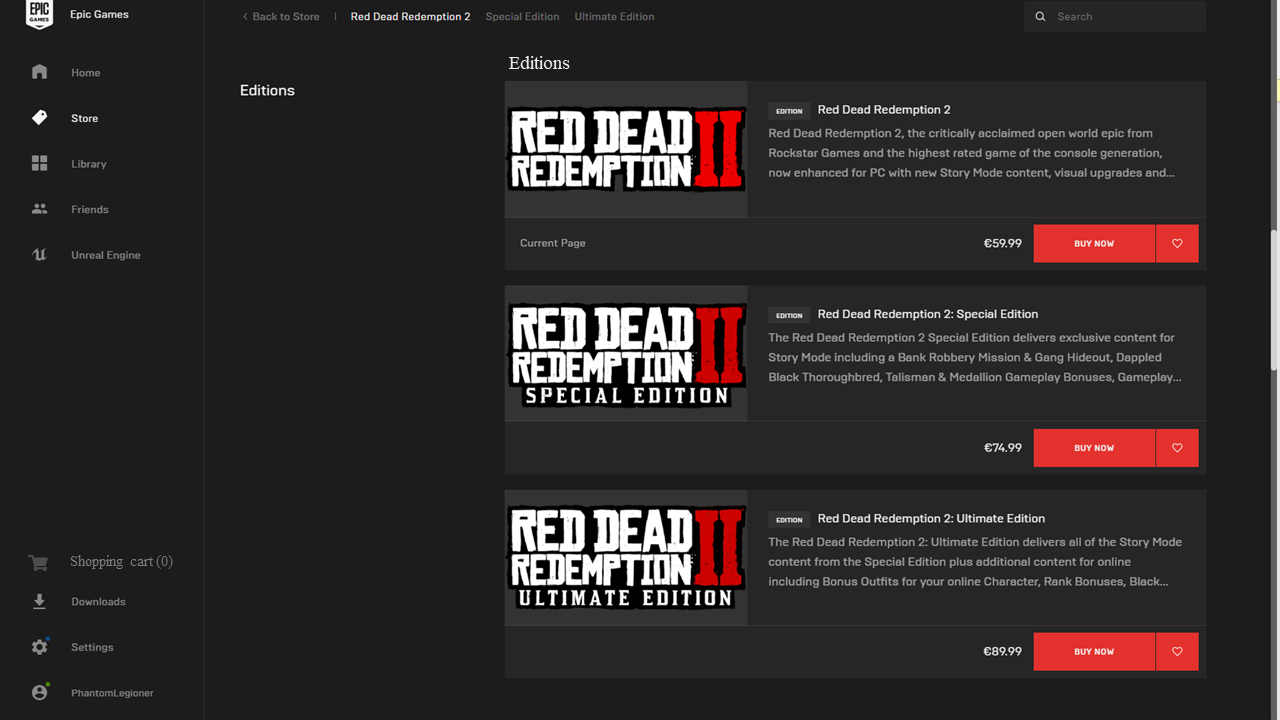 EPIC
GAMES
Epic Games
Home
Store
Library
Friends
Unreal Engine
Shopping cart (0)
Downloads
Settings
PhantomLegioner
Back to Store
Red Dead Redemption 2
Special Edition
Ultimate Edition
Search
Editions
Editions
RED DEAD
REDEMPTION II
EDITION Red Dead Redemption 2
Red Dead Redemption 2, the critically acclaimed open world epic from
Rockstar Games and the highest rated game of the console generation,
now enhanced for PC with new Story Mode content, visual upgrades and...
Current Page
€59.99
BUY NOW
RED DEAD
REDEMPTION II
SPECIAL EDITION
EDITION Red Dead Redemption 2: Special Edition
The Red Dead Redemption 2 Special Edition delivers exclusive content for
Story Mode including a Bank Robbery Mission & Gang Hideout, Dappled
Black Thoroughbred, Talisman & Medallion Gameplay Bonuses, Gameplay...
€74.99
BUY NOW
RED DEAD
REDEMPTION II
ULTIMATE EDITION
EDITION Red Dead Redemption 2: Ultimate Edition
The Red Dead Redemption 2: Ultimate Edition delivers all of the Story Mode
content from the Special Edition plus additional content for online
including Bonus Outfits for your online Character, Rank Bonuses, Black...
€89.99
BUY NOW